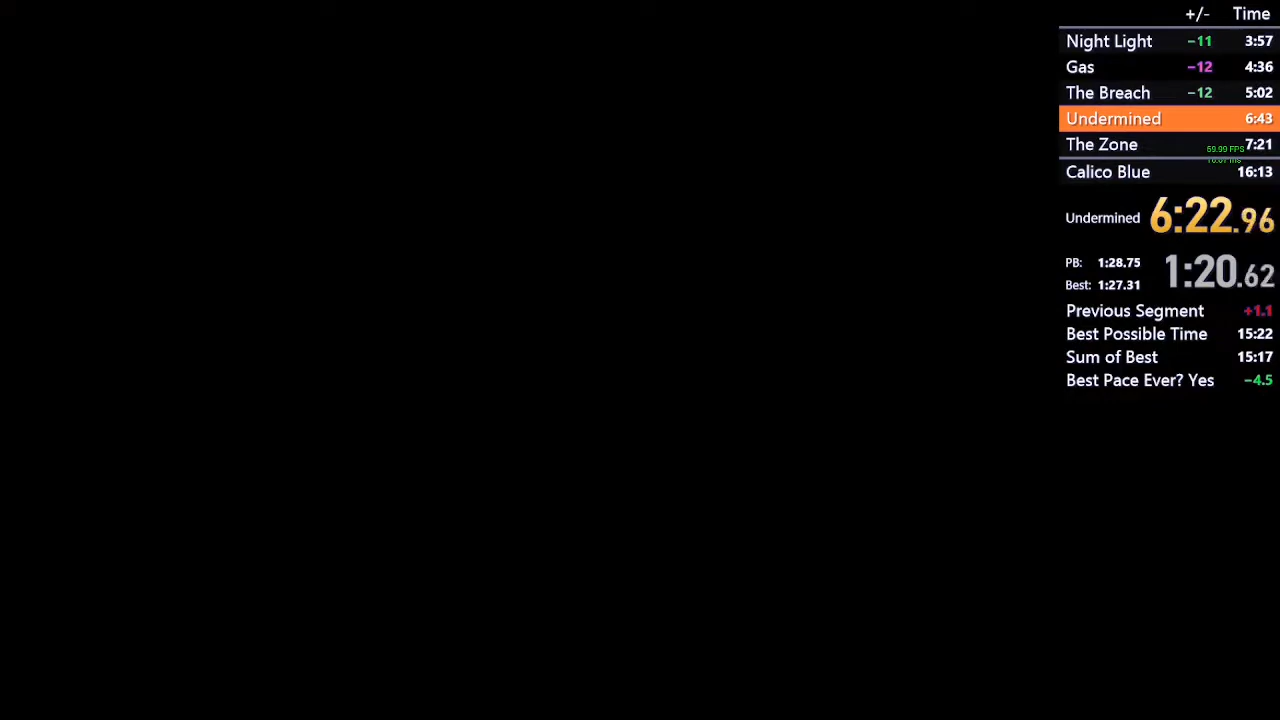 +/- Time
Night Light −11 3:57
Gas −12 4:36
The Breach −12 5:02
Undermined 6:43
The Zone 7:21
59.99 FPS
Calico Blue 16:13
Undermined 6:22.96
PB: 1:28.75
Best: 1:27.31
1:20.62
Previous Segment +1.1
Best Possible Time 15:22
Sum of Best 15:17
Best Pace Ever? Yes −4.5